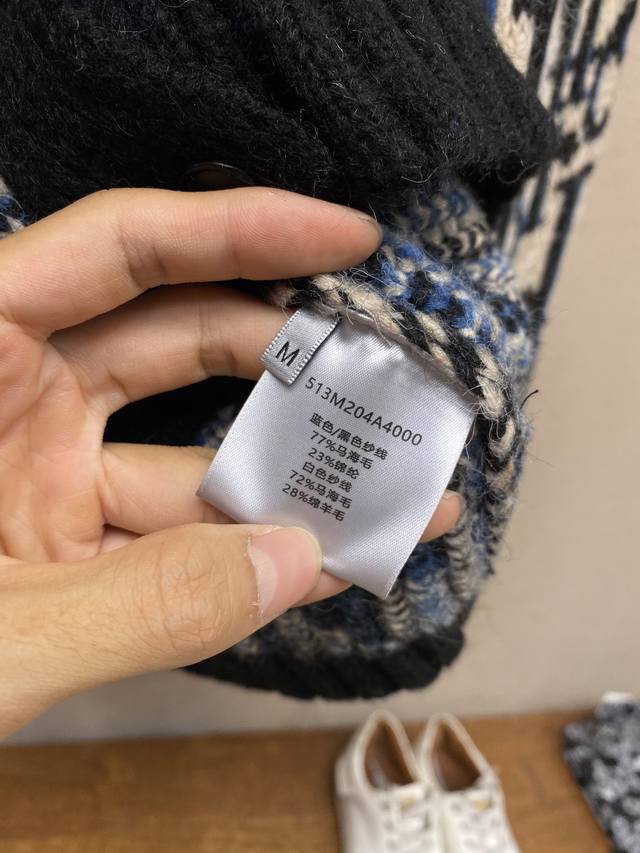 M
513M204A4000
蓝色/黑色纱线
77%马海毛
23%锦纶
白色纱线
72%马海毛
28%绵羊毛